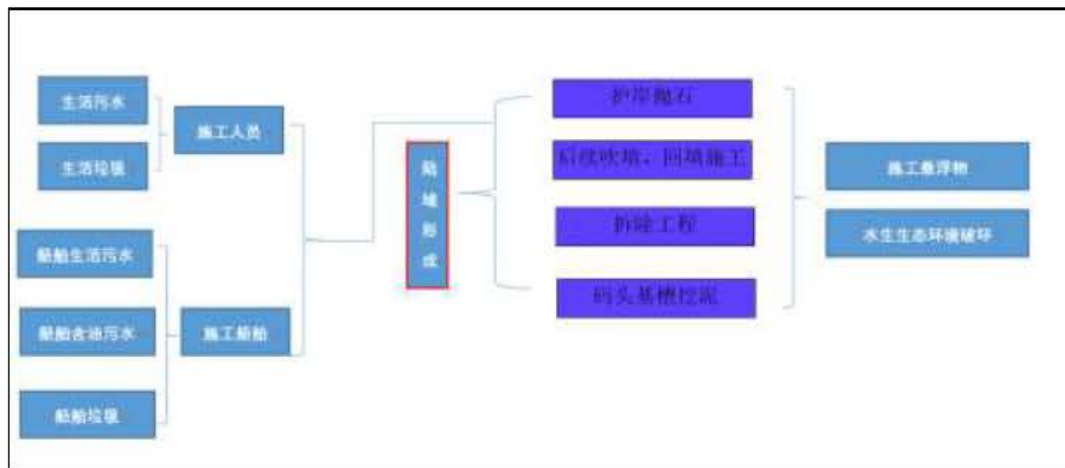 生活污水
生活垃圾
施工人员
船舶生活污水
船舶含油污水
船舶垃圾
施工船舶
陆域形成
护岸抛石
后续吹填、回填施工
拆除工程
码头基槽挖泥
施工悬浮物
水生生态环境破坏